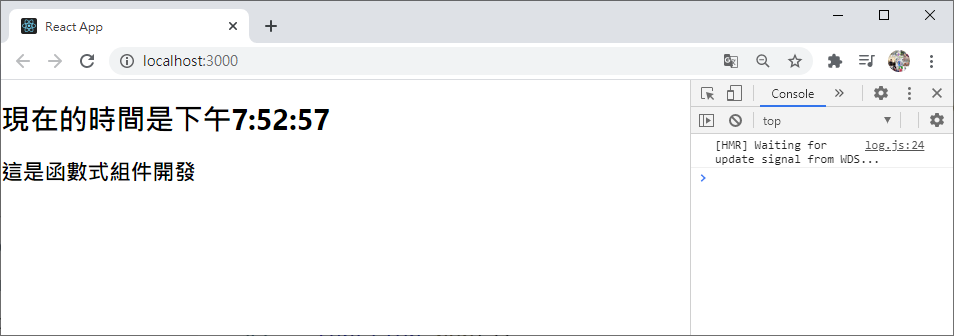 React App
localhost:3000
現在的時間是下午7:52:57
這是函數式組件開發
Console
top
[HMR] Waiting for log.js:24
update signal from WDS...